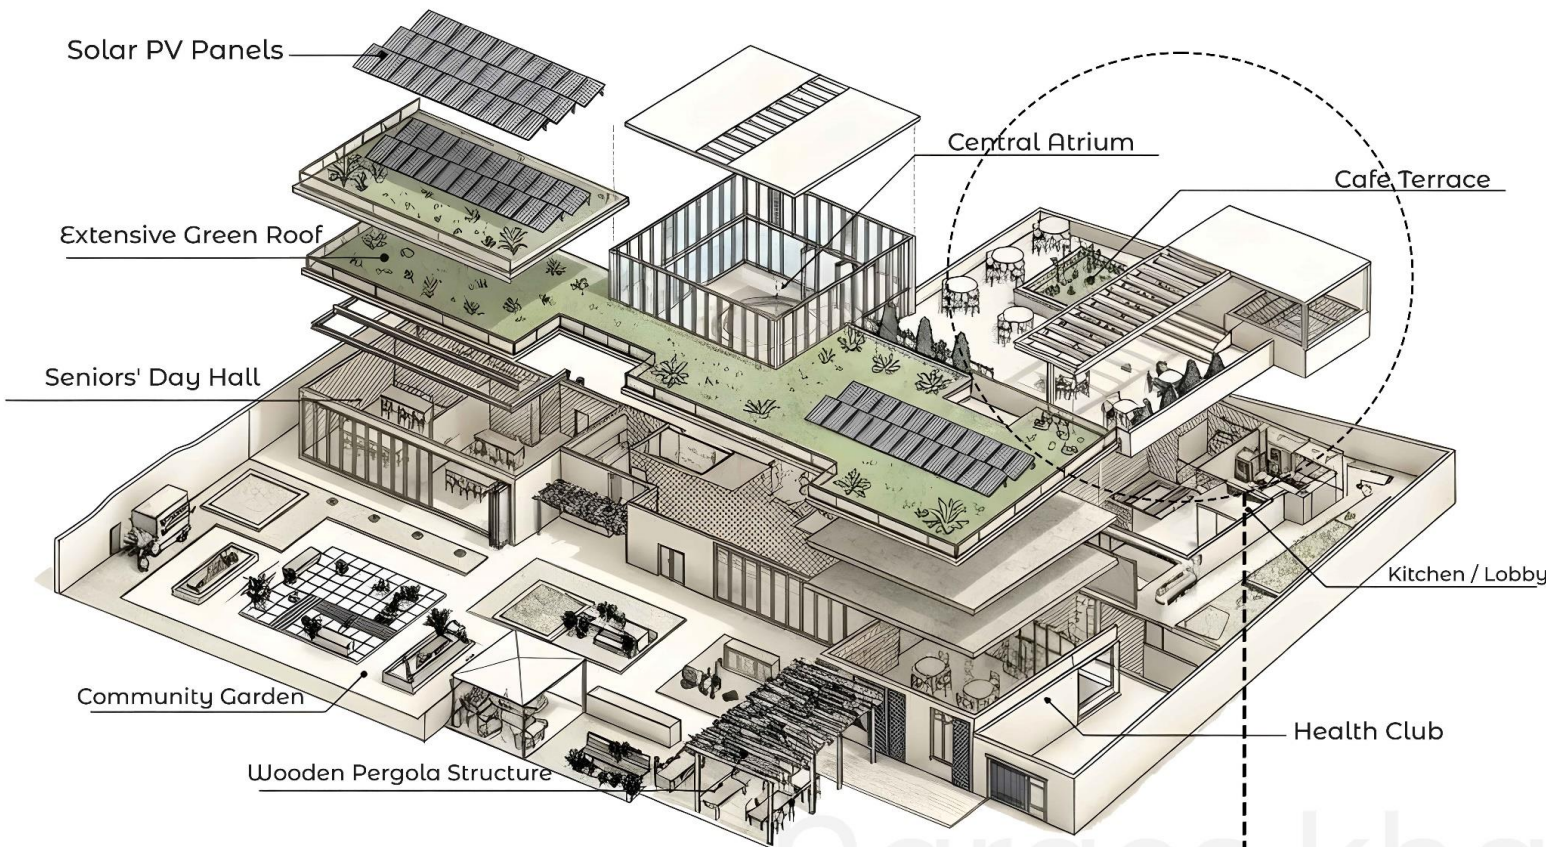 Solar PV Panels
Central Atrium
Cafe Terrace
Extensive Green Roof
Seniors' Day Hall
Kitchen / Lobby
Community Garden
Health Club
Wooden Pergola Structure